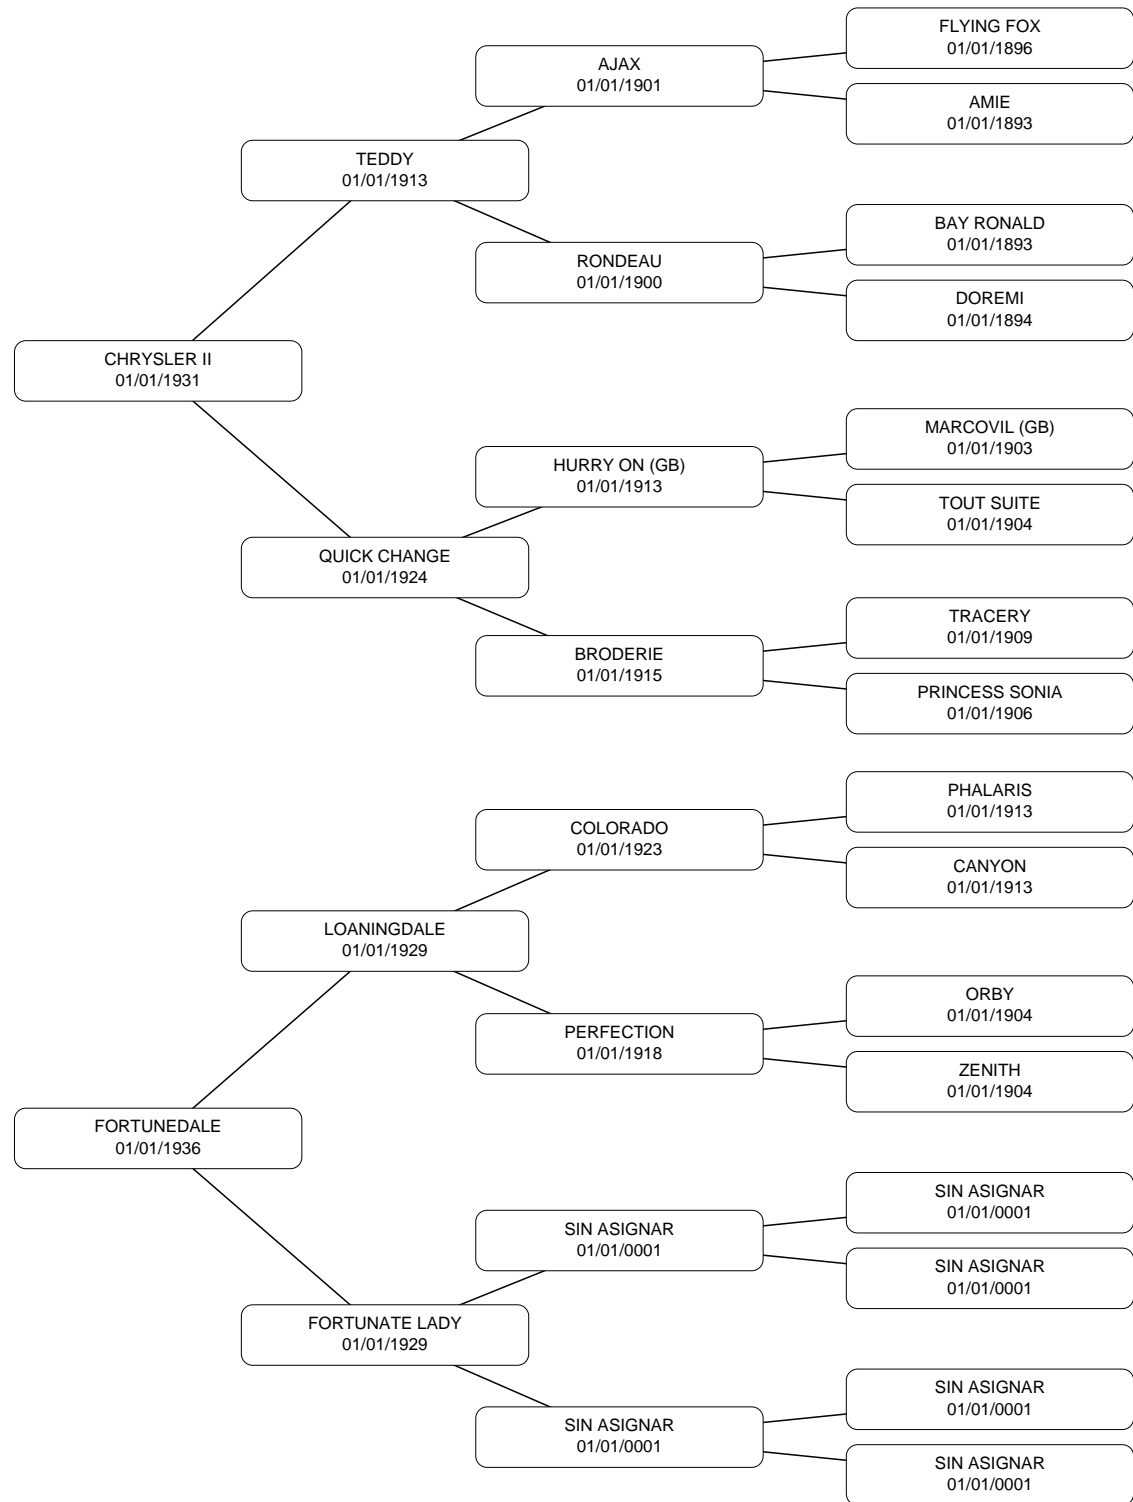 FLYING FOX
01/01/1896
AJAX
01/01/1901
AMIE
01/01/1893
TEDDY
01/01/1913
BAY RONALD
01/01/1893
RONDEAU
01/01/1900
DOREMI
01/01/1894
CHRYSLER II
01/01/1931
MARCOVIL (GB)
01/01/1903
HURRY ON (GB)
01/01/1913
TOUT SUITE
01/01/1904
QUICK CHANGE
01/01/1924
TRACERY
01/01/1909
BRODERIE
01/01/1915
PRINCESS SONIA
01/01/1906
PHALARIS
01/01/1913
COLORADO
01/01/1923
CANYON
01/01/1913
LOANINGDALE
01/01/1929
ORBY
01/01/1904
PERFECTION
01/01/1918
ZENITH
01/01/1904
FORTUNEDALE
01/01/1936
SIN ASIGNAR
01/01/0001
SIN ASIGNAR
01/01/0001
SIN ASIGNAR
01/01/0001
FORTUNATE LADY
01/01/1929
SIN ASIGNAR
01/01/0001
SIN ASIGNAR
01/01/0001
SIN ASIGNAR
01/01/0001